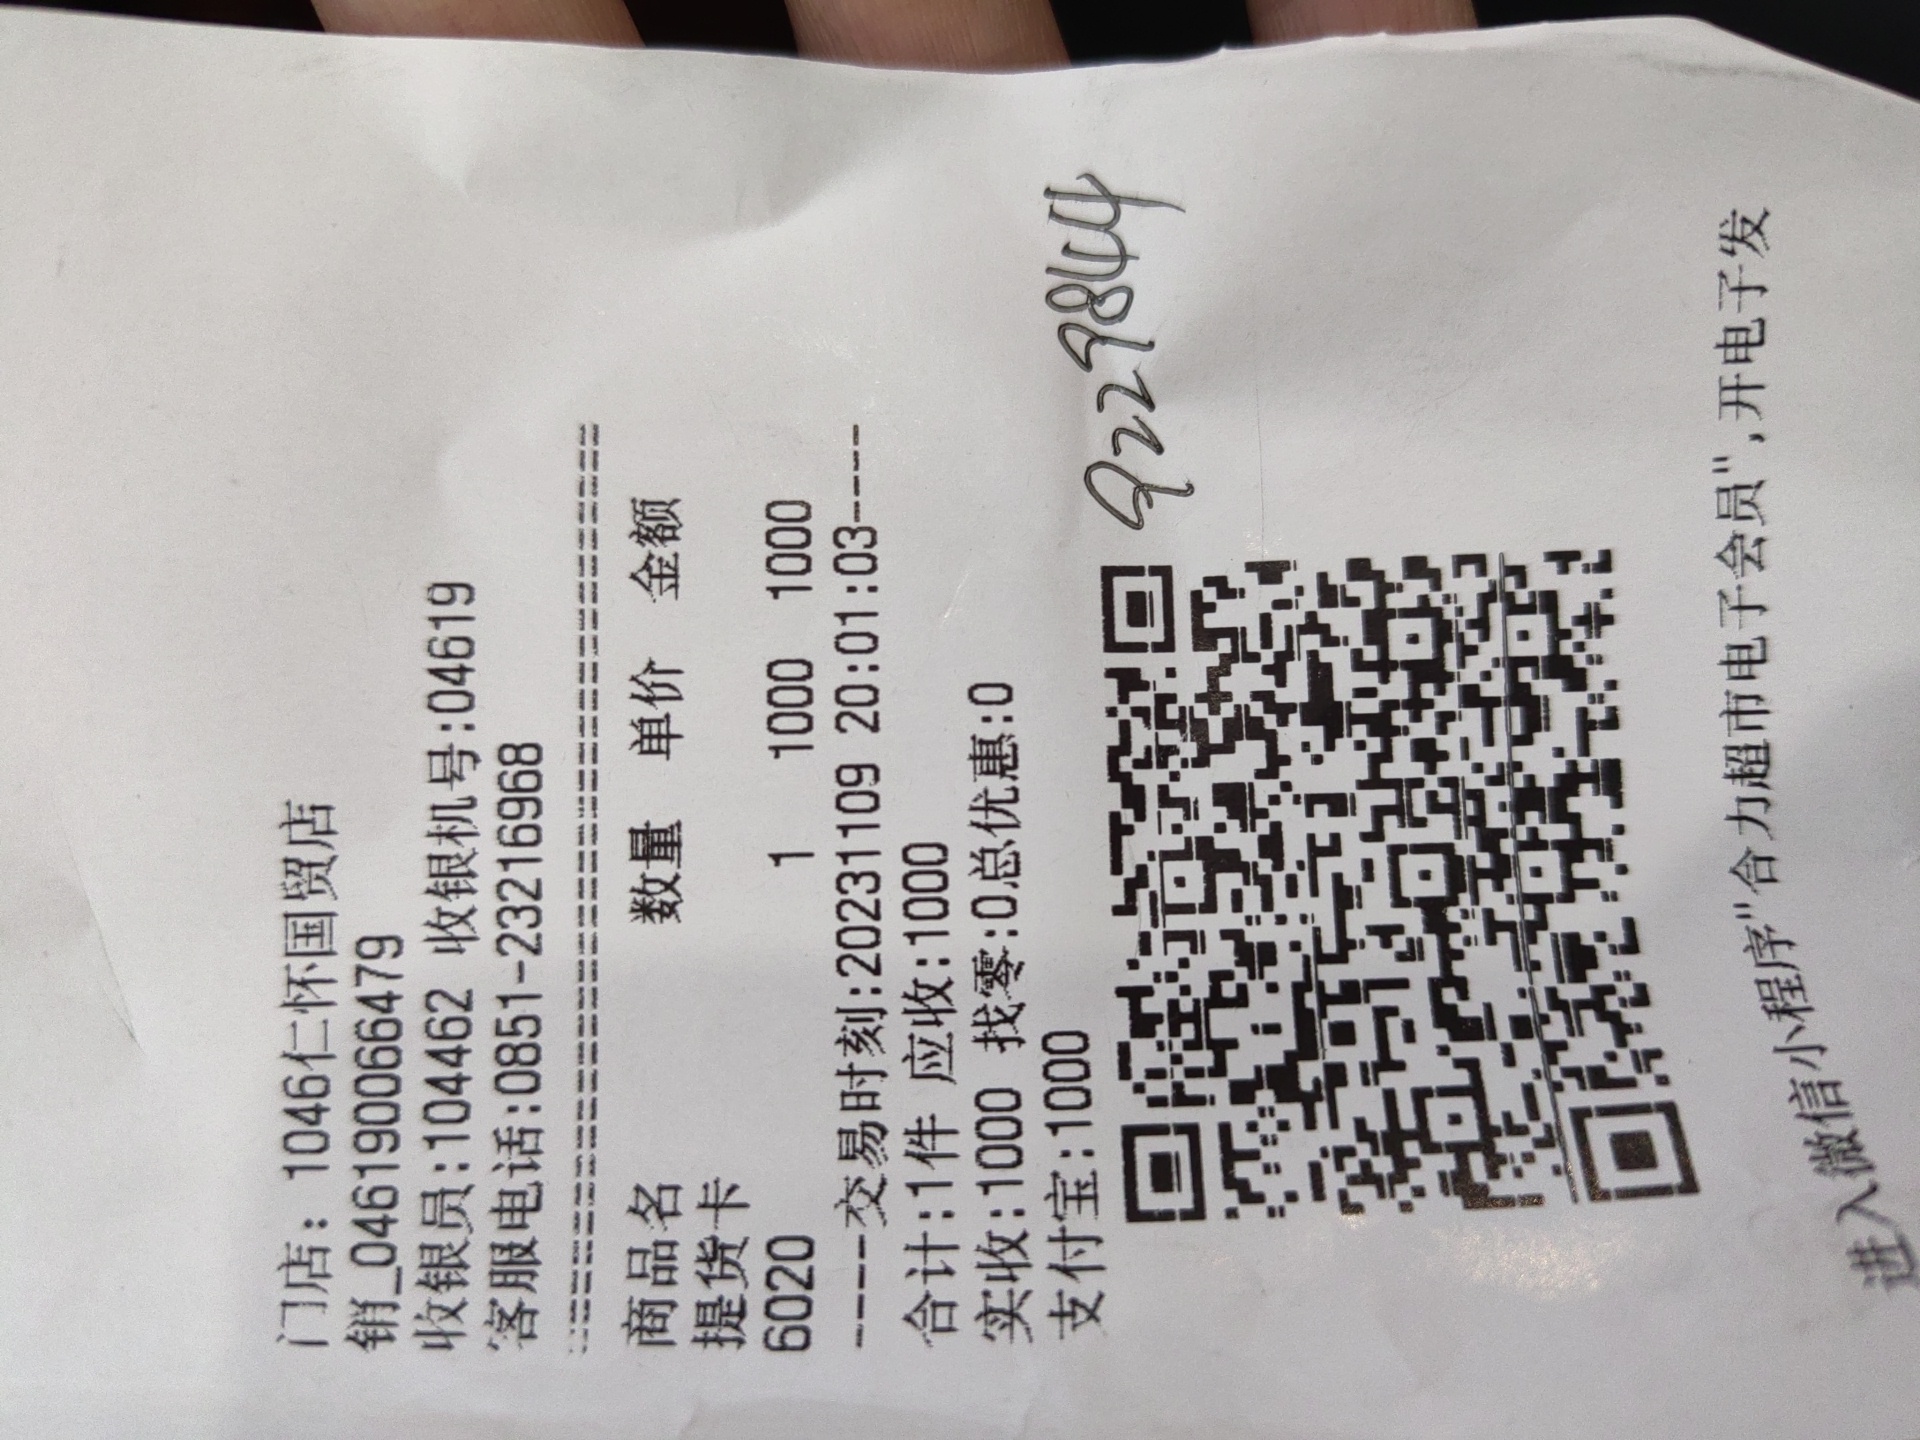 门店: 1046仁怀国贸店
销_046190066479
收银员:104462 收银机号:04619
客服电话:0851-23216968
商品名 数量 单价 金额
提货卡
6020 1 1000 1000
----交易时刻:20231109 20:01:03----
合计:1件 应收:1000
实收:1000 找零:0总优惠:0
支付宝:1000
9229844
进入微信小程序"合力超市电子会员",开电子发